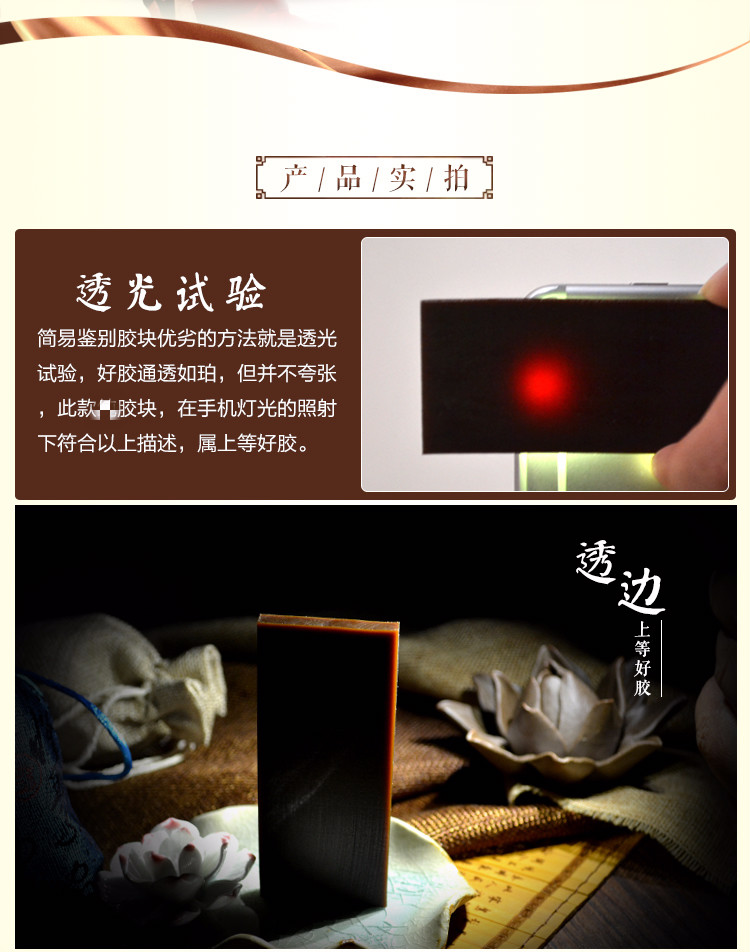 产/品/实/拍
透光试验
简易鉴别胶块优劣的方法就是透光
试验，好胶通透如珀，但并不夸张
，此款胶块，在手机灯光的照射
下符合以上描述，属上等好胶。
透边
上等好胶